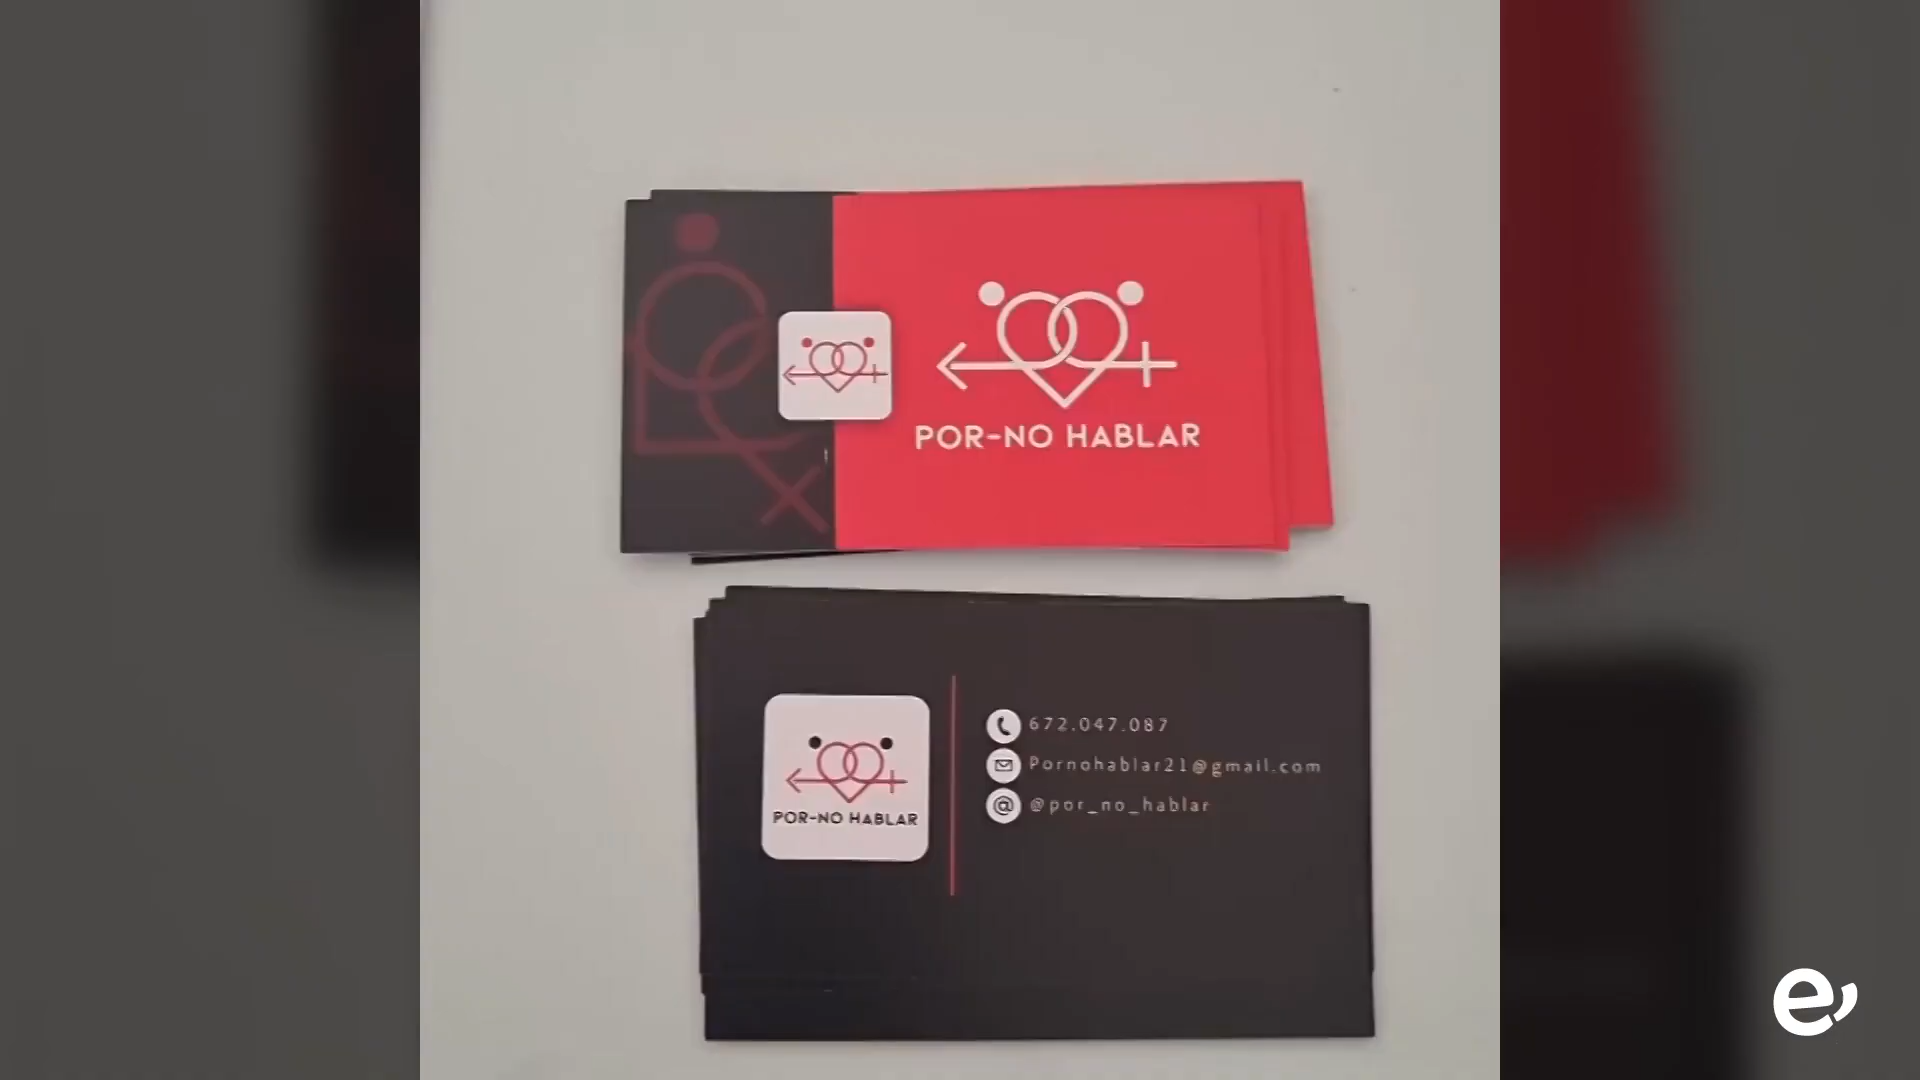 POR-NO HABLAR
POR-NO HABLAR
672.047.087
Pornohablar21@gmail.com
@por_no_hablar
e